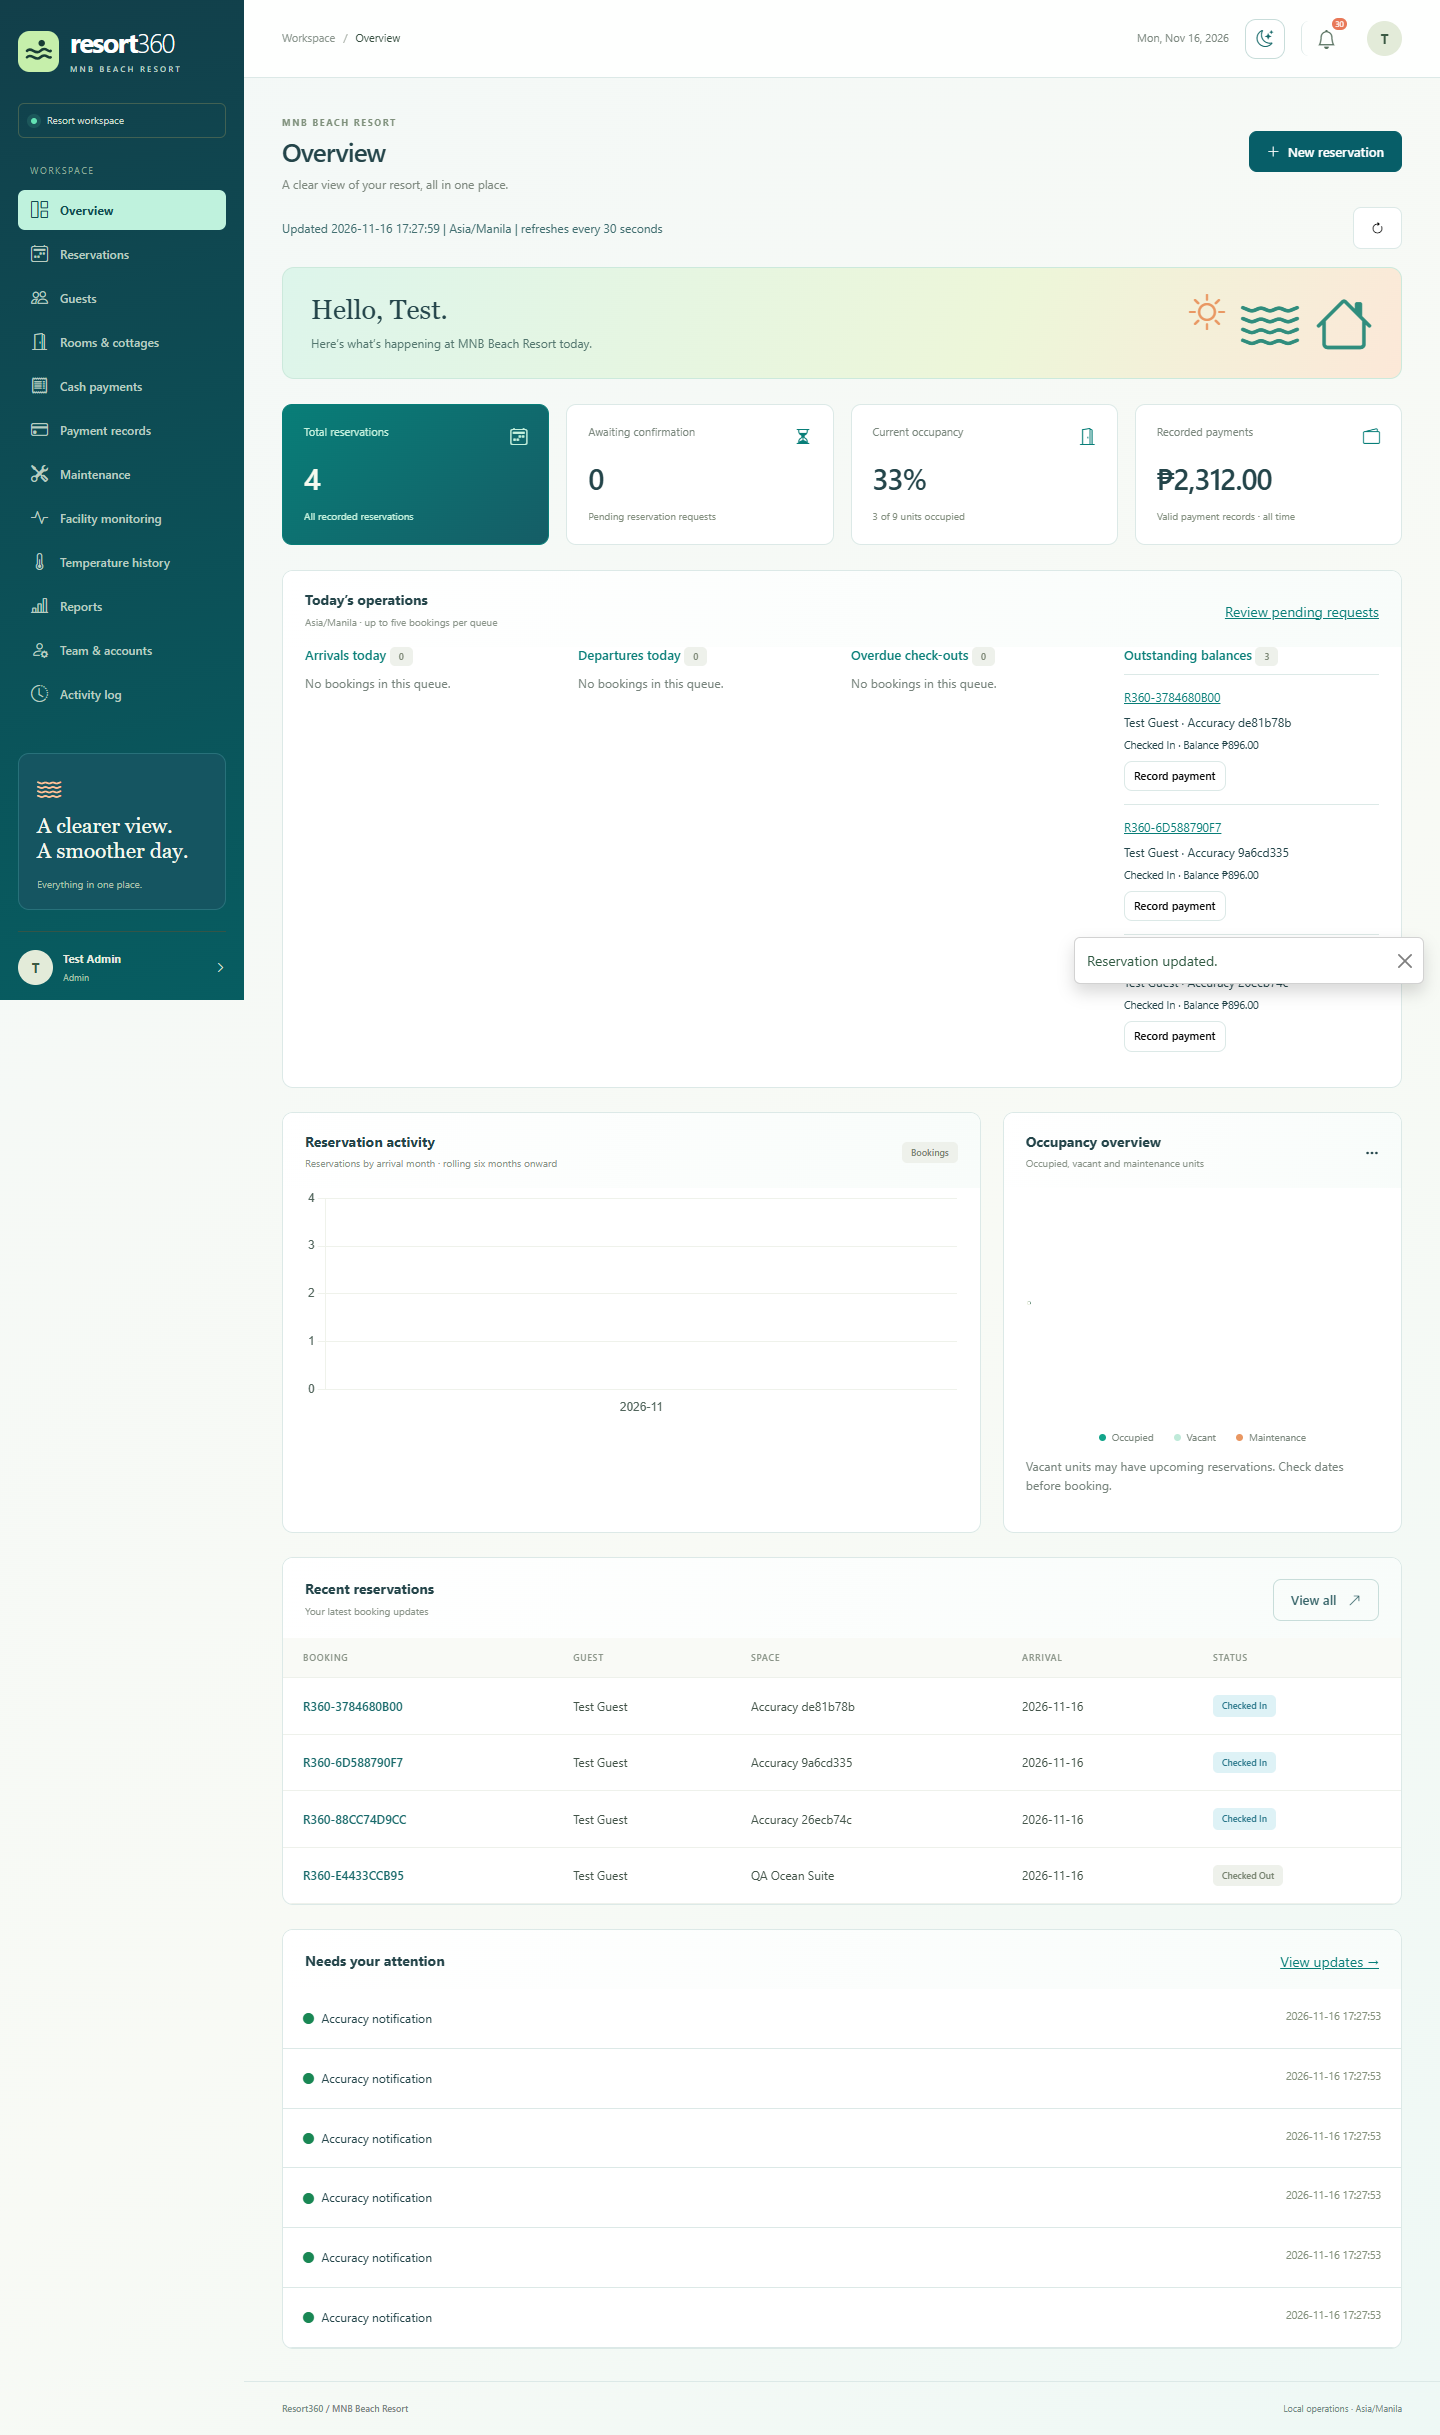 resort360
MNB BEACH RESORT
Resort workspace
WORKSPACE
Overview
Reservations
Guests
Rooms & cottages
Cash payments
Payment records
Maintenance
Facility monitoring
Temperature history
Reports
Team & accounts
Activity log
A clearer view.
A smoother day.
Everything in one place.
T
Test Admin
Admin
Workspace / Overview
Mon, Nov 16, 2026
30
T
MNB BEACH RESORT
Overview
A clear view of your resort, all in one place.
+ New reservation
Updated 2026-11-16 17:27:59 | Asia/Manila | refreshes every 30 seconds
Hello, Test.
Here's what's happening at MNB Beach Resort today.
Total reservations
4
All recorded reservations
Awaiting confirmation
0
Pending reservation requests
Current occupancy
33%
3 of 9 units occupied
Recorded payments
₱2,312.00
Valid payment records · all time
Today's operations
Asia/Manila · up to five bookings per queue
Review pending requests
Arrivals today 0
No bookings in this queue.
Departures today 0
No bookings in this queue.
Overdue check-outs 0
No bookings in this queue.
Outstanding balances 3
R360-3784680B00
Test Guest · Accuracy de81b78b
Checked In · Balance ₱896.00
Record payment
R360-6D588790F7
Test Guest · Accuracy 9a6cd335
Checked In · Balance ₱896.00
Record payment
Reservation updated.
Test Guest · Accuracy 26ecb74c
Checked In · Balance ₱896.00
Record payment
Reservation activity
Reservations by arrival month · rolling six months onward
Bookings
4
3
2
1
0
2026-11
Occupancy overview
Occupied, vacant and maintenance units
...
Occupied
Vacant
Maintenance
Vacant units may have upcoming reservations. Check dates
before booking.
Recent reservations
Your latest booking updates
View all
BOOKING GUEST SPACE ARRIVAL STATUS
R360-3784680B00 Test Guest Accuracy de81b78b 2026-11-16 Checked In
R360-6D588790F7 Test Guest Accuracy 9a6cd335 2026-11-16 Checked In
R360-88CC74D9CC Test Guest Accuracy 26ecb74c 2026-11-16 Checked In
R360-E4433CCB95 Test Guest QA Ocean Suite 2026-11-16 Checked Out
Needs your attention
View updates →
Accuracy notification 2026-11-16 17:27:53
Accuracy notification 2026-11-16 17:27:53
Accuracy notification 2026-11-16 17:27:53
Accuracy notification 2026-11-16 17:27:53
Accuracy notification 2026-11-16 17:27:53
Accuracy notification 2026-11-16 17:27:53
Resort360 / MNB Beach Resort
Local operations · Asia/Manila